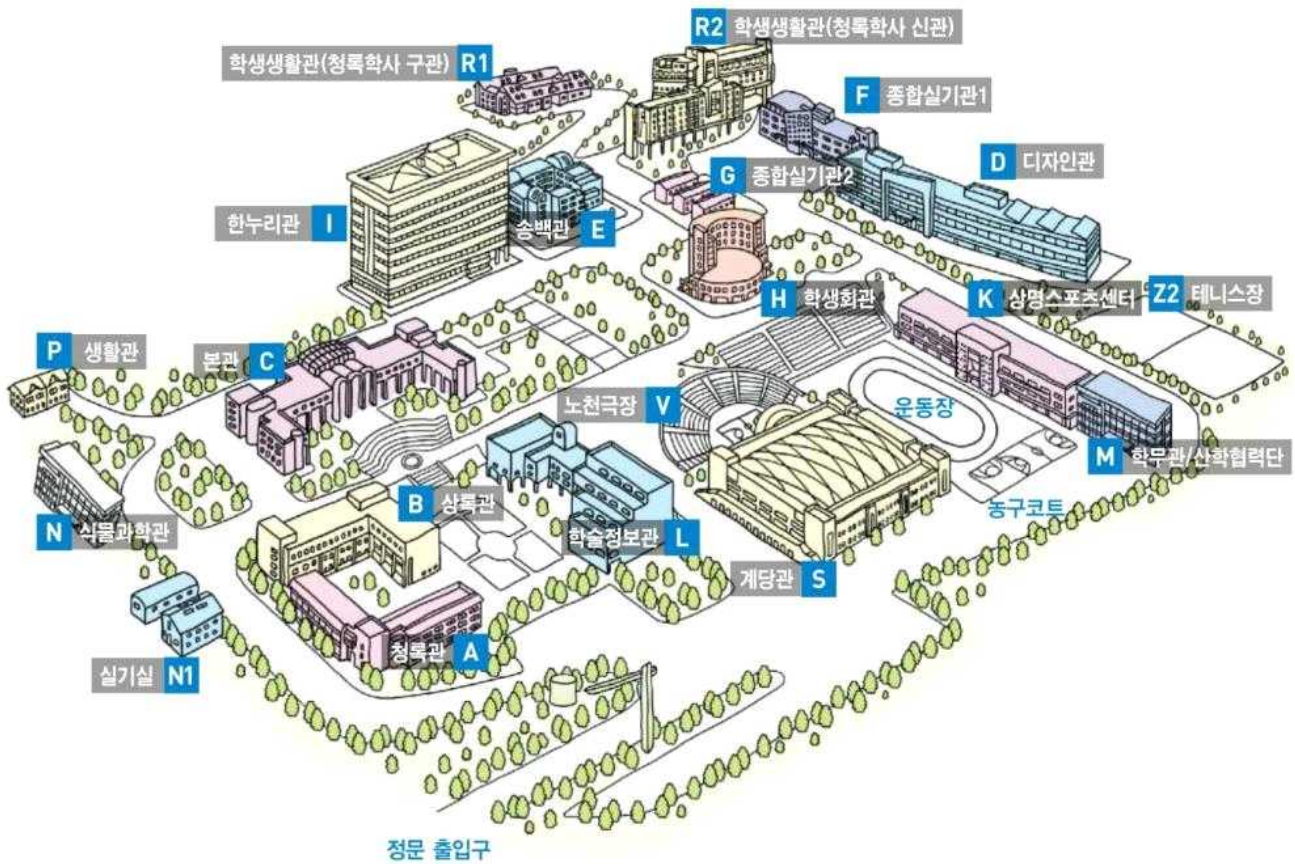 R2 학생생활관(청록학사 신관)
학생생활관(청록학사 구관) R1
F 종합실기관1
D 디자인관
G 종합실기관2
한누리관 I
송백관 E
H 학생회관
K 상명스포츠센터
Z2 테니스장
P 생활관
본관 C
노천극장 V
운동장
M 학무관/산학협력단
B 상록관
농구코트
N 식물과학관
학술정보관 L
계당관 S
청록관 A
실기실 N1
정문 출입구